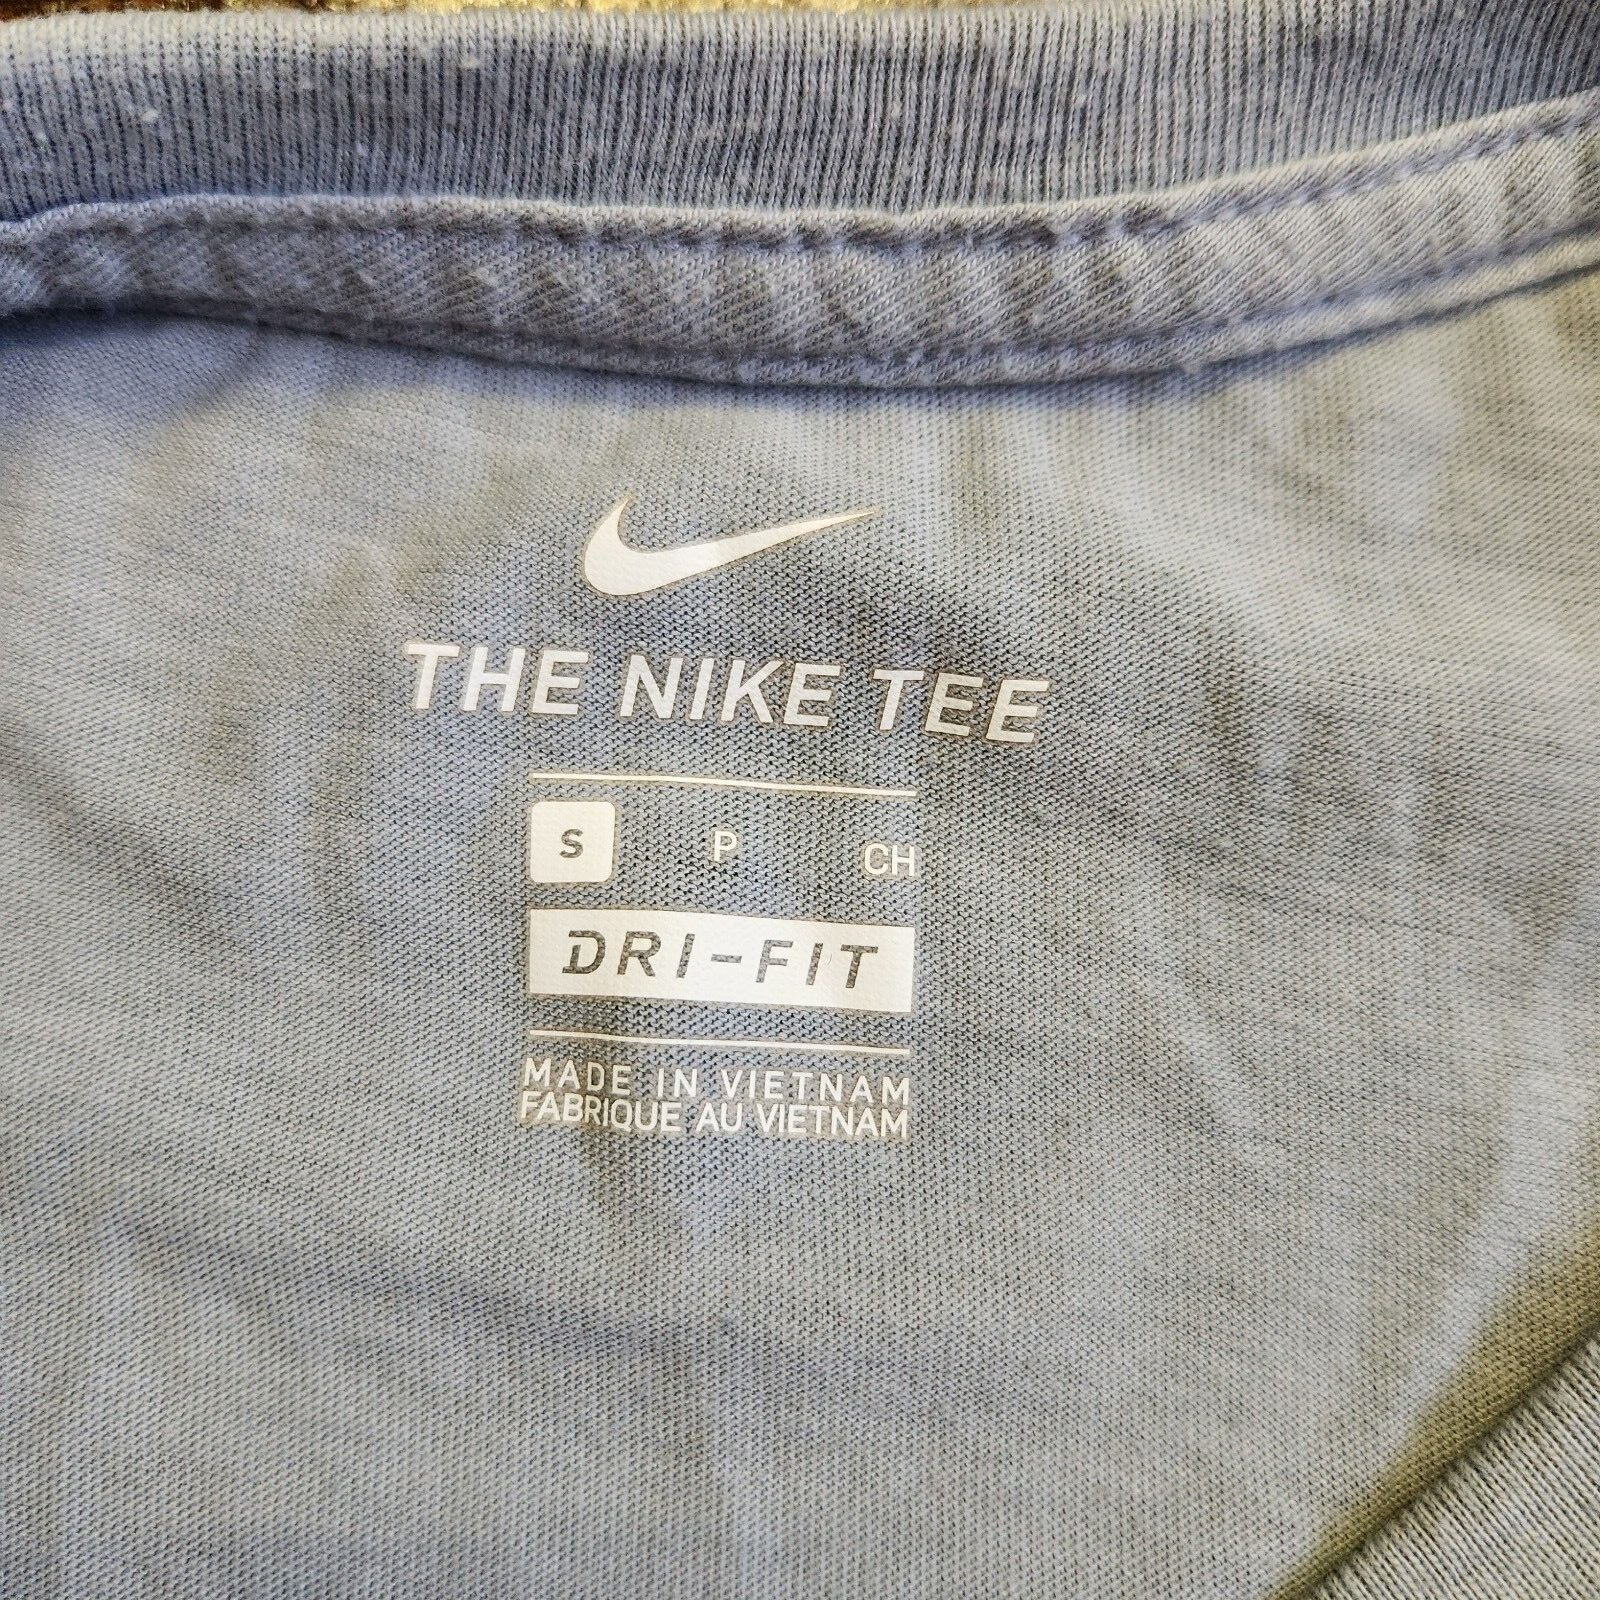 THE NIKE TEE
S P CH
DRI-FIT
MADE IN VIETNAM
FABRIQUE AU VIETNAM